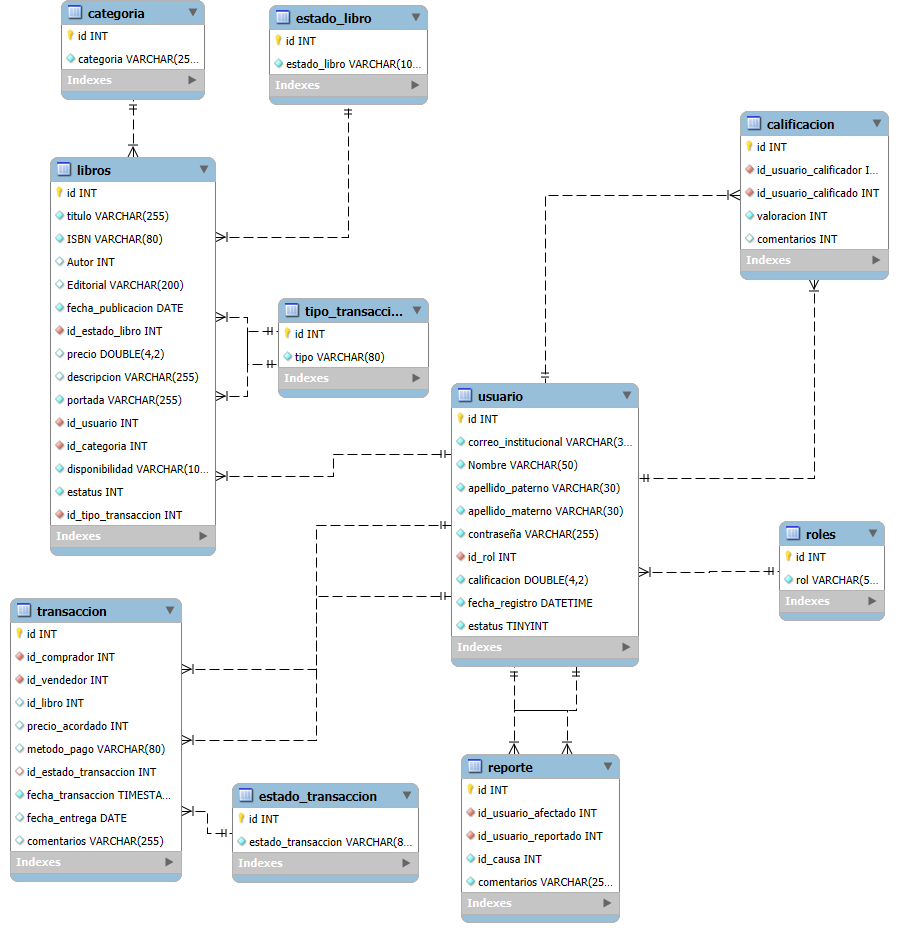 categoria
id INT
categoria VARCHAR(25...
Indexes
estado_libro
id INT
estado_libro VARCHAR(10...
Indexes
calificacion
id INT
id_usuario_calificador I...
id_usuario_calificado INT
valoracion INT
comentarios INT
Indexes
libros
id INT
titulo VARCHAR(255)
ISBN VARCHAR(80)
Autor INT
Editorial VARCHAR(200)
fecha_publicacion DATE
id_estado_libro INT
precio DOUBLE(4,2)
descripcion VARCHAR(255)
portada VARCHAR(255)
id_usuario INT
id_categoria INT
disponibilidad VARCHAR(10...
estatus INT
id_tipo_transaccion INT
Indexes
tipo_transacci...
id INT
tipo VARCHAR(80)
Indexes
usuario
id INT
correo_institucional VARCHAR(3...
Nombre VARCHAR(50)
apellido_paterno VARCHAR(30)
apellido_materno VARCHAR(30)
contraseña VARCHAR(255)
id_rol INT
calificacion DOUBLE(4,2)
fecha_registro DATETIME
estatus TINYINT
Indexes
roles
id INT
rol VARCHAR(5...
Indexes
transaccion
id INT
id_comprador INT
id_vendedor INT
id_libro INT
precio_acordado INT
metodo_pago VARCHAR(80)
id_estado_transaccion INT
fecha_transaccion TIMESTA...
fecha_entrega DATE
comentarios VARCHAR(255)
Indexes
estado_transaccion
id INT
estado_transaccion VARCHAR(8...
Indexes
reporte
id INT
id_usuario_afectado INT
id_usuario_reportado INT
id_causa INT
comentarios VARCHAR(25...
Indexes